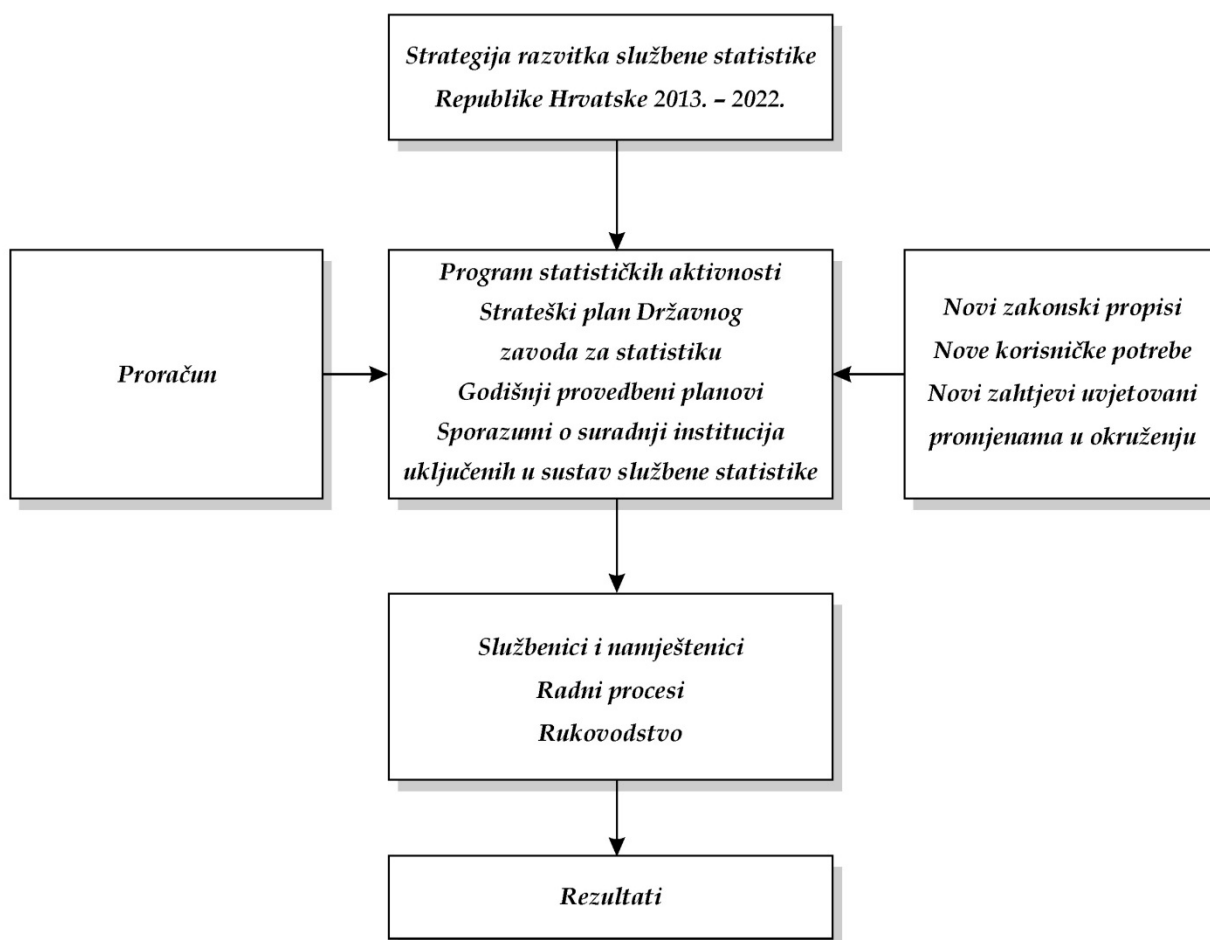 Strategija razvitka službene statistike
Republike Hrvatske 2013. – 2022.
Proračun
Program statističkih aktivnosti
Strateški plan Državnog
zavoda za statistiku
Godišnji provedbeni planovi
Sporazumi o suradnji institucija
uključenih u sustav službene statistike
Novi zakonski propisi
Nove korisničke potrebe
Novi zahtjevi uvjetovani
promjenama u okruženju
Službenici i namještenici
Radni procesi
Rukovodstvo
Rezultati